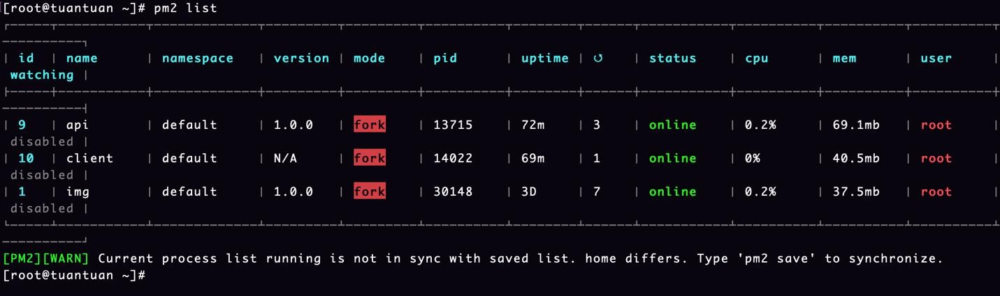 [root@tuantuan ~]# pm2 list
│ id │ name │ namespace │ version │ mode │ pid │ uptime │ ↺ │ status │ cpu │ mem │ user │
watching │
│ 9 │ api │ default │ 1.0.0 │ fork │ 13715 │ 72m │ 3 │ online │ 0.2% │ 69.1mb │ root │
disabled │
│ 10 │ client │ default │ N/A │ fork │ 14022 │ 69m │ 1 │ online │ 0% │ 40.5mb │ root │
disabled │
│ 1 │ img │ default │ 1.0.0 │ fork │ 30148 │ 3D │ 7 │ online │ 0.2% │ 37.5mb │ root │
disabled │
[PM2][WARN] Current process list running is not in sync with saved list. home differs. Type 'pm2 save' to synchronize.
[root@tuantuan ~]#